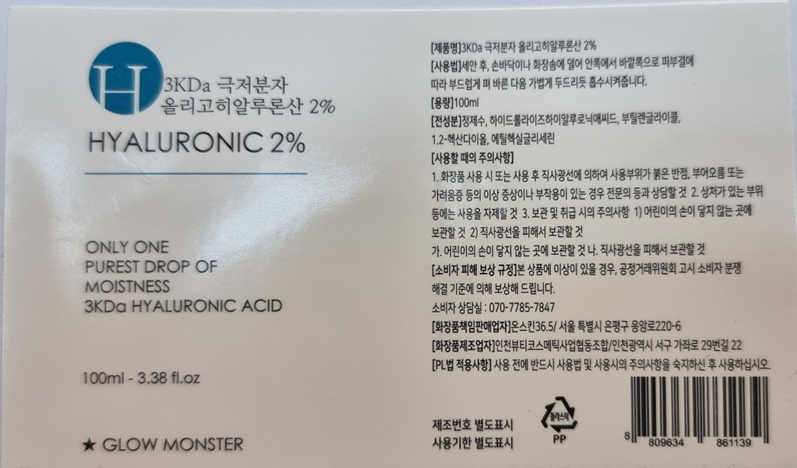 H
3KDa 극저분자
올리고히알루론산 2%
HYALURONIC 2%
ONLY ONE
PUREST DROP OF
MOISTNESS
3KDa HYALURONIC ACID
100ml - 3.38 fl.oz
★ GLOW MONSTER
[제품명]3KDa 극저분자 올리고히알루론산 2%
[사용법]세안 후, 손바닥이나 화장솜에 덜어 안쪽에서 바깥쪽으로 피부결에
따라 부드럽게 펴 바른 다음 가볍게 두드리듯 흡수시켜줍니다.
[용량]100ml
[전성분]정제수, 하이드롤라이즈하이알루로닉애씨드, 부틸렌글라이콜,
1,2-헥산다이올, 에틸헥실글리세린
[사용할 때의 주의사항]
1. 화장품 사용 시 또는 사용 후 직사광선에 의하여 사용부위가 붉은 반점, 부어오름 또는
가려움증 등의 이상 증상이나 부작용이 있는 경우 전문의 등과 상담할 것 2. 상처가 있는 부위
등에는 사용을 자제할 것 3. 보관 및 취급 시의 주의사항 1) 어린이의 손이 닿지 않는 곳에
보관할 것 2) 직사광선을 피해서 보관할 것
가. 어린이의 손이 닿지 않는 곳에 보관할 것 나. 직사광선을 피해서 보관할 것
[소비자 피해 보상 규정]본 상품에 이상이 있을 경우, 공정거래위원회 고시 소비자 분쟁
해결 기준에 의해 보상해 드립니다.
소비자 상담실 : 070-7785-7847
[화장품책임판매업자]온스킨36.5/ 서울 특별시 은평구 응암로220-6
[화장품제조업자]인천뷰티코스메틱사업협동조합/인천광역시 서구 가좌로 29번길 22
[PL법 적용사항] 사용 전에 반드시 사용법 및 사용시의 주의사항을 숙지하신 후 사용하십시오.
제조번호 별도표시
사용기한 별도표시
플라스틱
PP
8 809634 861139